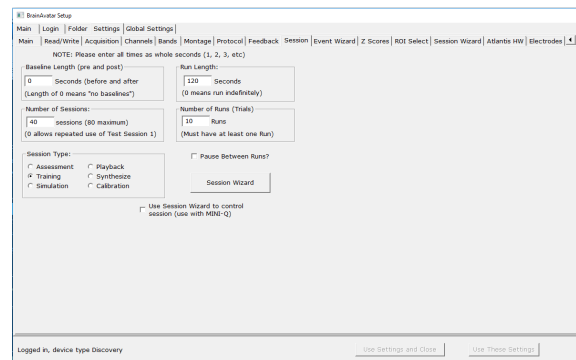 BrainAvatar Setup
Main Login Folder Settings Global Settings
Main Read/Write Acquisition Channels Bands Montage Protocol Feedback Session Event Wizard Z Scores ROI Select Session Wizard Atlantis HW Electrodes
NOTE: Please enter all times as whole seconds (1, 2, 3, etc)
Baseline Length (pre and post)
0 Seconds (before and after
(Length of 0 means "no baselines")
Run Length:
120 Seconds
(0 means run indefinitely)
Number of Sessions:
40 sessions (80 maximum)
(0 allows repeated use of Test Session 1)
Number of Runs (Trials)
10 Runs
(Must have at least one Run)
Session Type:
Assessment Playback
Training Synthesize
Simulation Calibration
Pause Between Runs?
Session Wizard
Use Session Wizard to control
session (use with MINI-Q)
Logged in, device type Discovery
Use Settings and Close Use These Settings